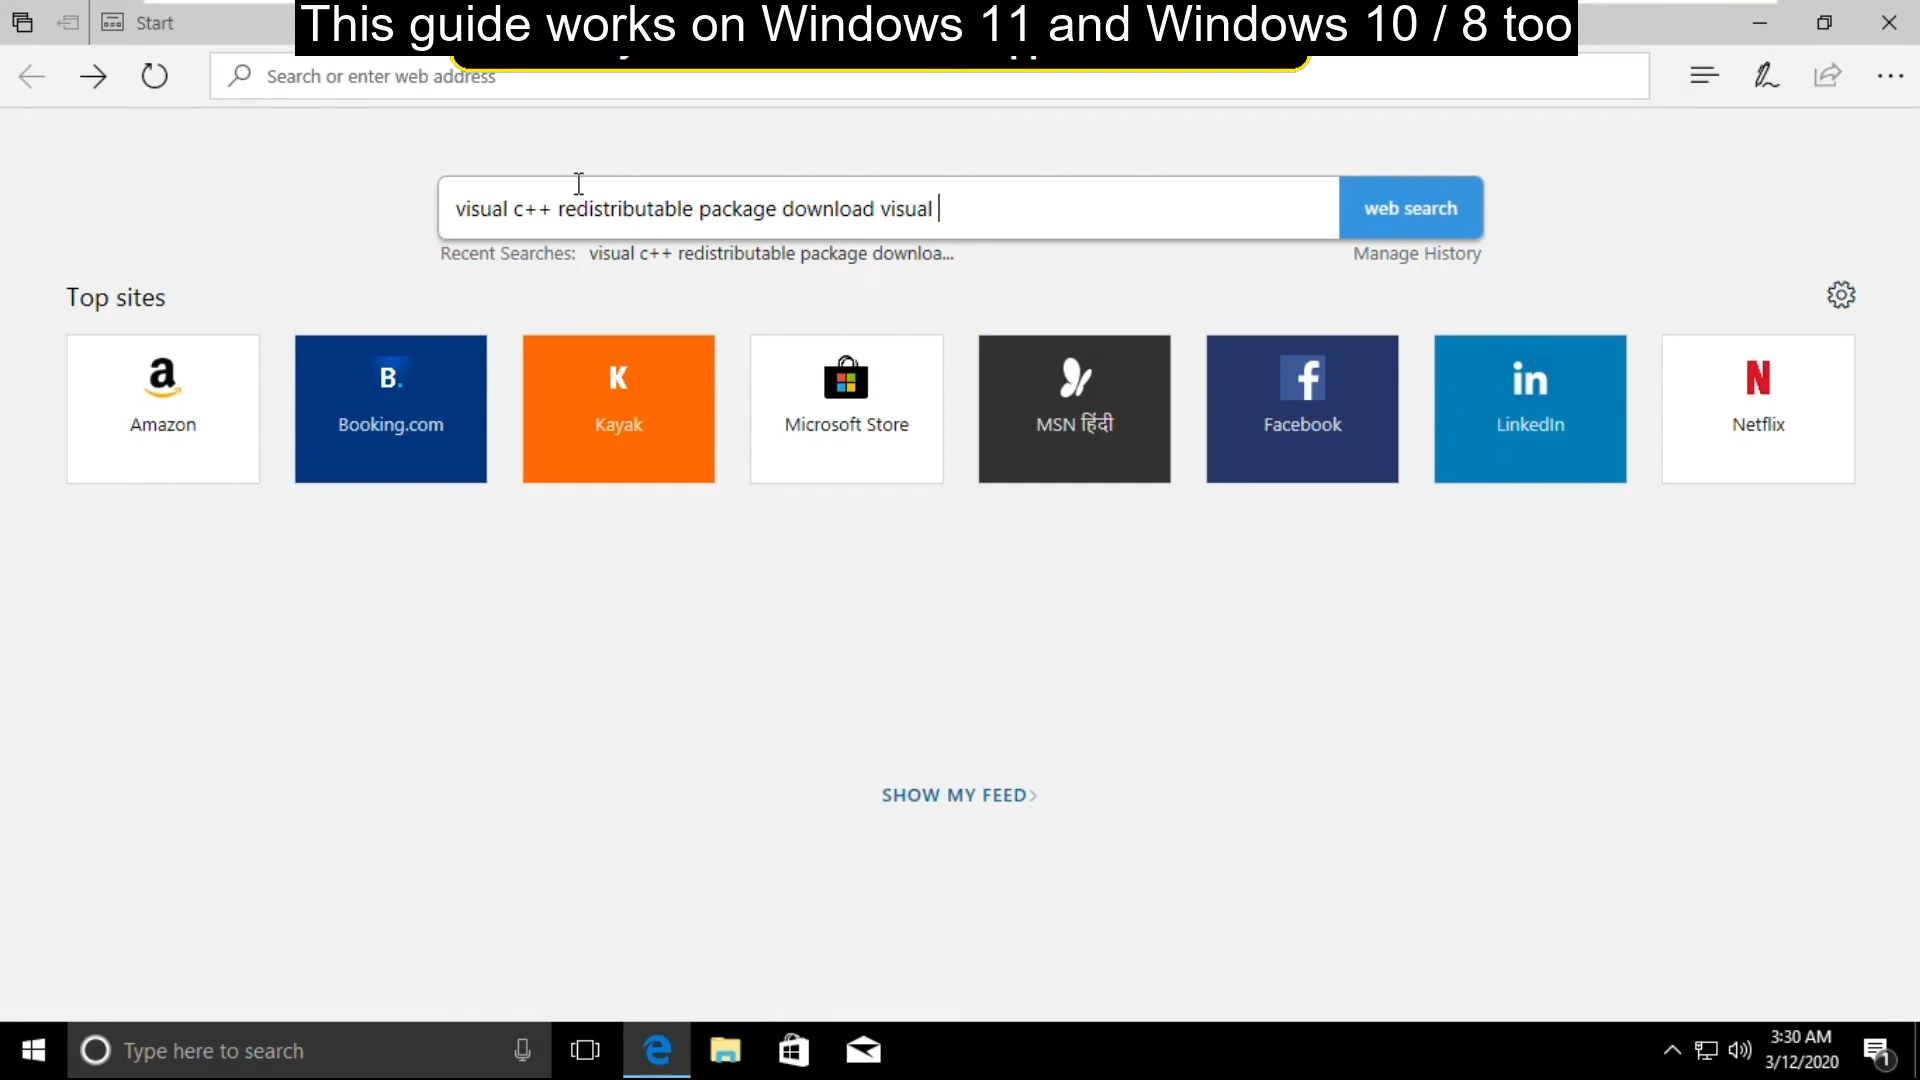 Start
This guide works on Windows 11 and Windows 10 / 8 too
Search or enter web address
visual c++ redistributable package download visual
web search
Recent Searches: visual c++ redistributable package downloa...
Manage History
Top sites
a
Amazon
B.
Booking.com
K
Kayak
Microsoft Store
MSN हिंदी
f
Facebook
in
LinkedIn
N
Netflix
SHOW MY FEED
Type here to search
3:30 AM
3/12/2020
1